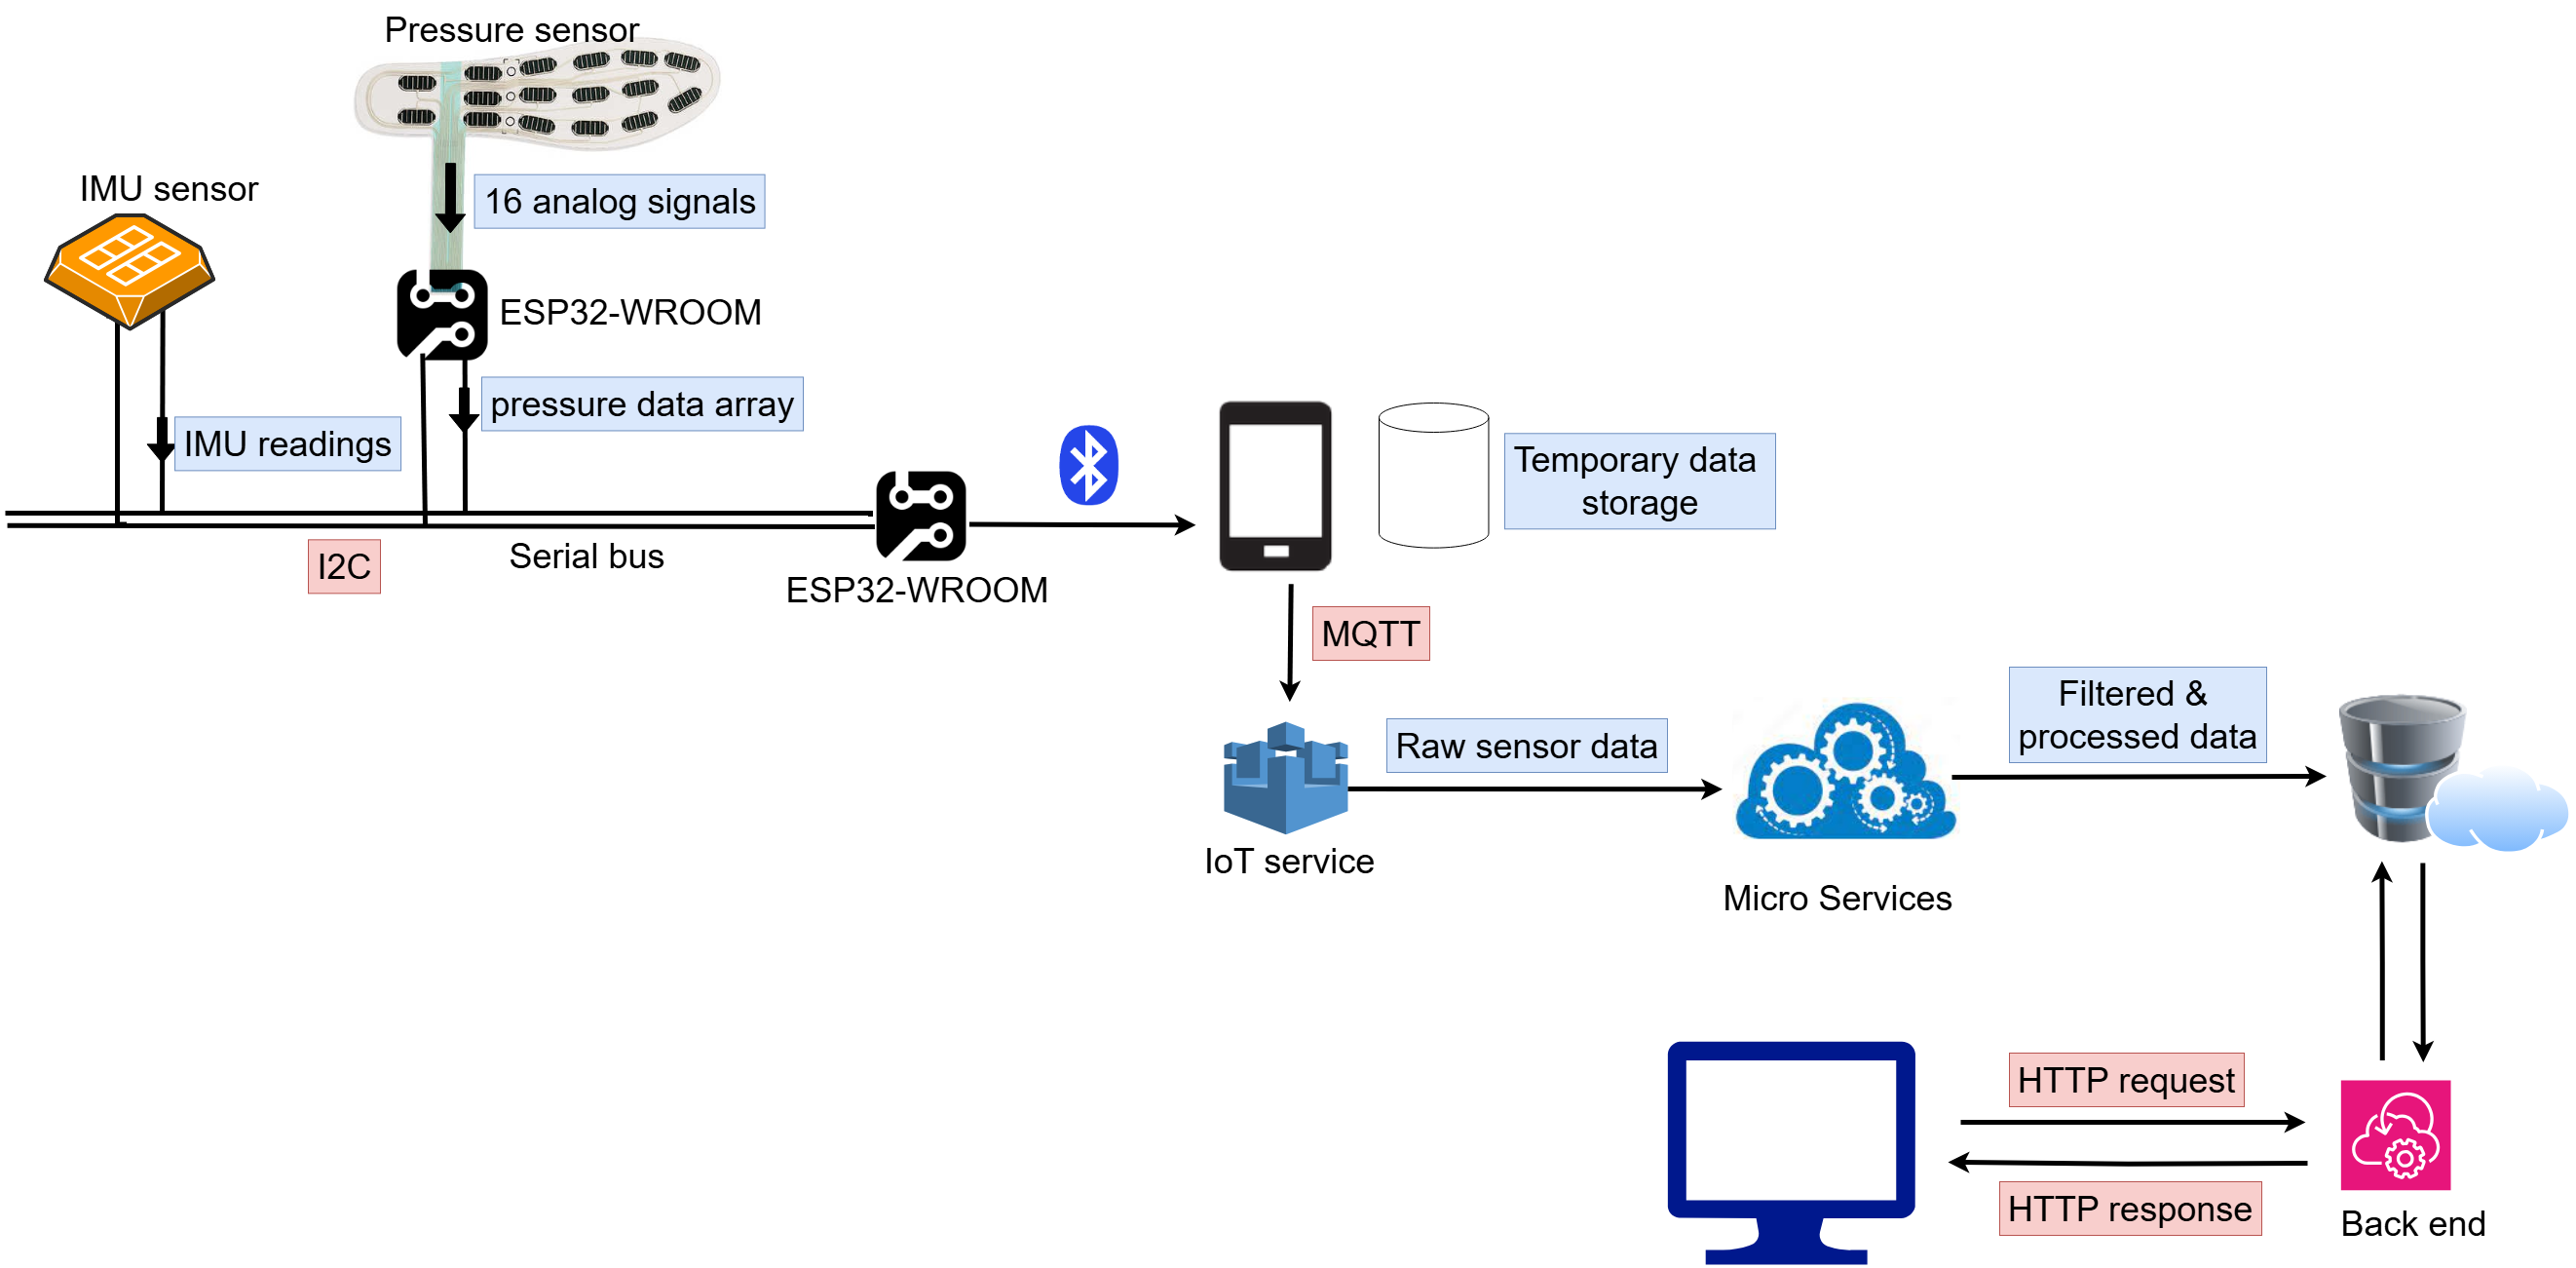 Pressure sensor
IMU sensor
16 analog signals
ESP32-WROOM
pressure data array
IMU readings
I2C
Serial bus
ESP32-WROOM
Temporary data
storage
MQTT
IoT service
Raw sensor data
Micro Services
Filtered &
processed data
HTTP request
HTTP response
Back end